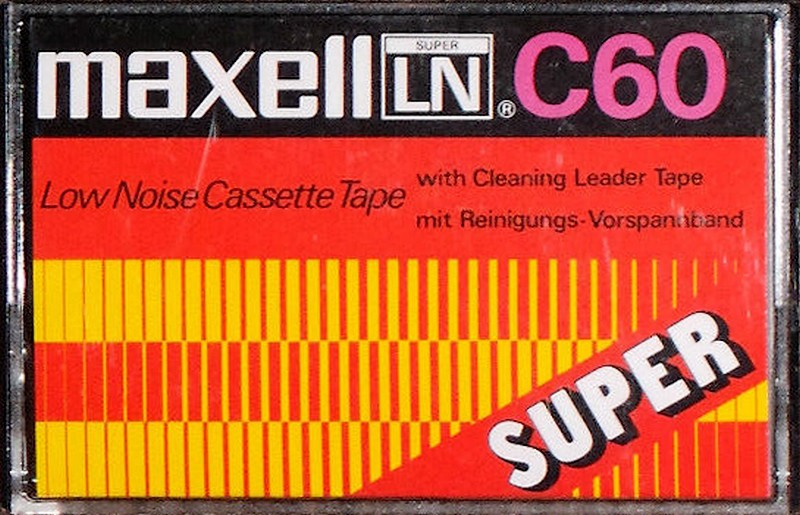 maxell SUPER LN® C60
Low Noise Cassette Tape
with Cleaning Leader Tape
mit Reinigungs-Vorspannband
SUPER